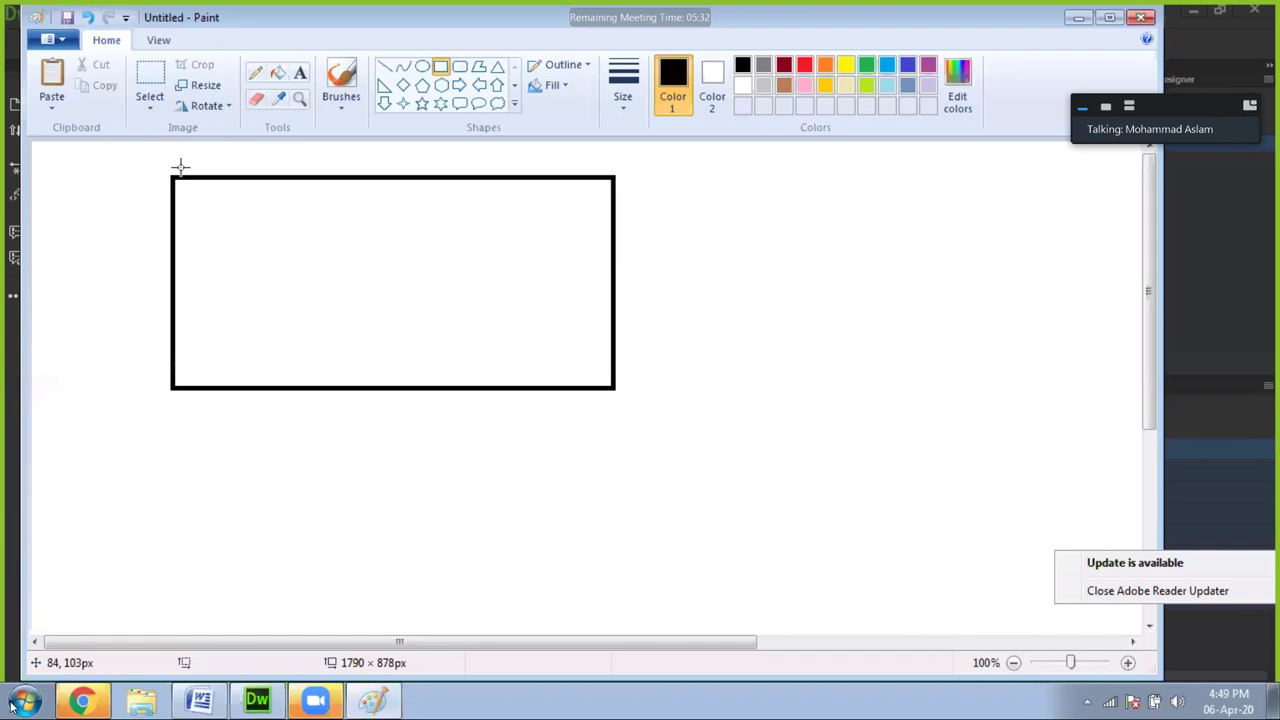 Untitled - Paint
Remaining Meeting Time: 05:32
Home
View
Paste
Cut
Copy
Clipboard
Select
Crop
Resize
Rotate
Image
A
Tools
Brushes
Outline
Fill
Shapes
Size
Color
1
Color
2
Edit
colors
Colors
esigner
Talking: Mohammad Aslam
Update is available
Close Adobe Reader Updater
84, 103px
1790 × 878px
100%
W
Dw
4:49 PM
06-Apr-20